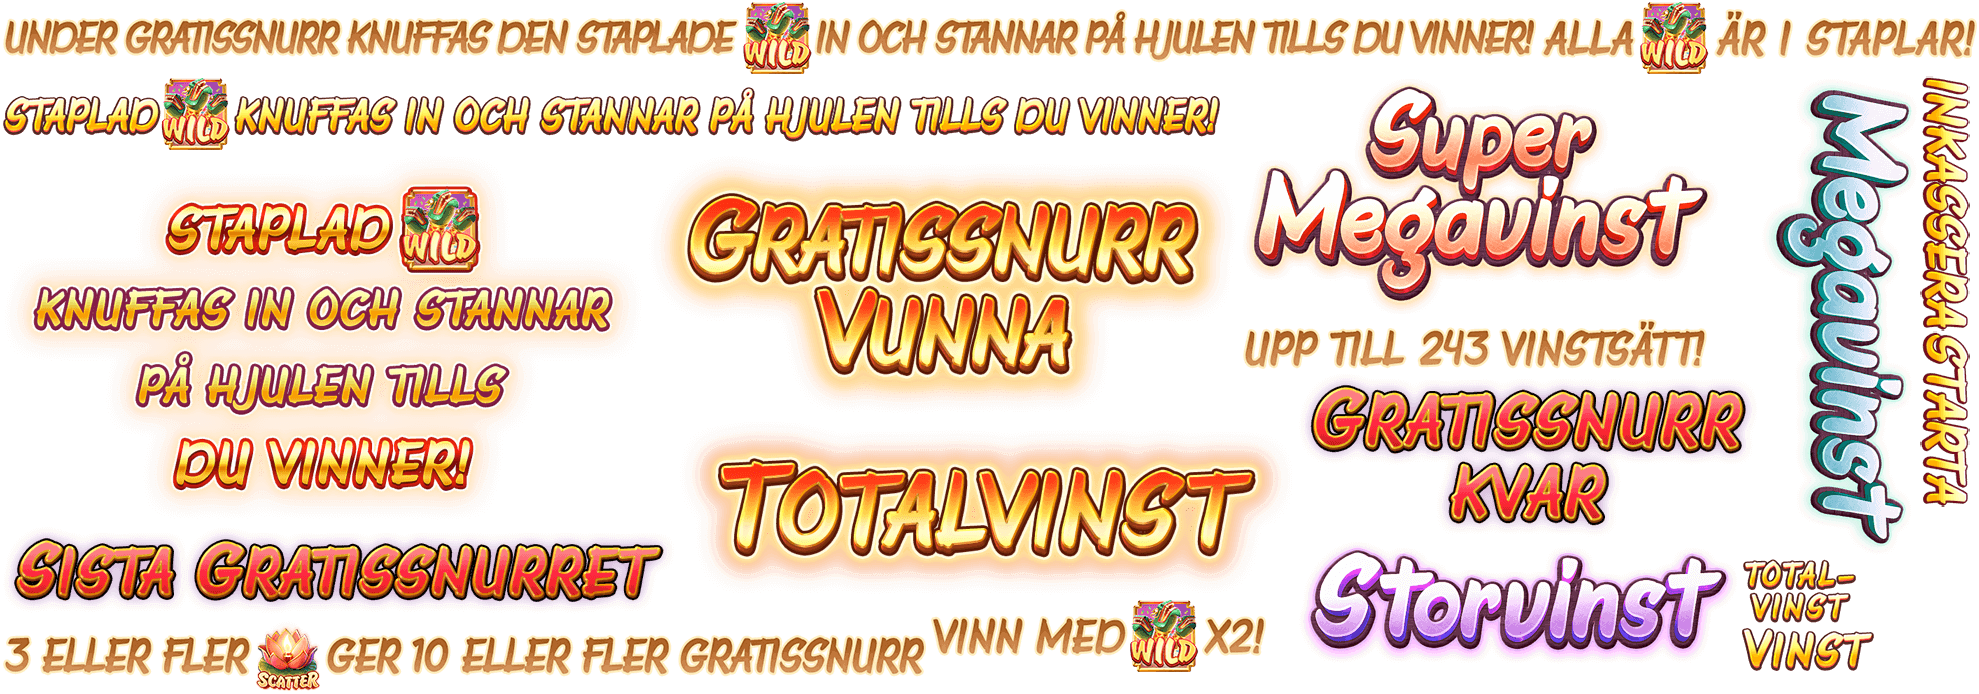 UNDER GRATISSNURR KNUFFAS DEN STAPLADE WILD IN OCH STANNAR PÅ HJULEN TILLS DU VINNER! ALLA WILD ÄR I STAPLAR!
STAPLAD WILD KNUFFAS IN OCH STANNAR PÅ HJULEN TILLS DU VINNER!
STAPLAD WILD
KNUFFAS IN OCH STANNAR
PÅ HJULEN TILLS
DU VINNER!
GRATISSNURR
VUNNA
Super
Megavinst
Megavinst
INKASSERA STARTA
UPP TILL 243 VINSTSÄTT!
GRATISSNURR
KVAR
TOTALVINST
SISTA GRATISSNURRET
Storvinst
TOTAL-
VINST
VINST
3 ELLER FLER SCATTER GER 10 ELLER FLER GRATISSNURR
VINN MED WILD X2!